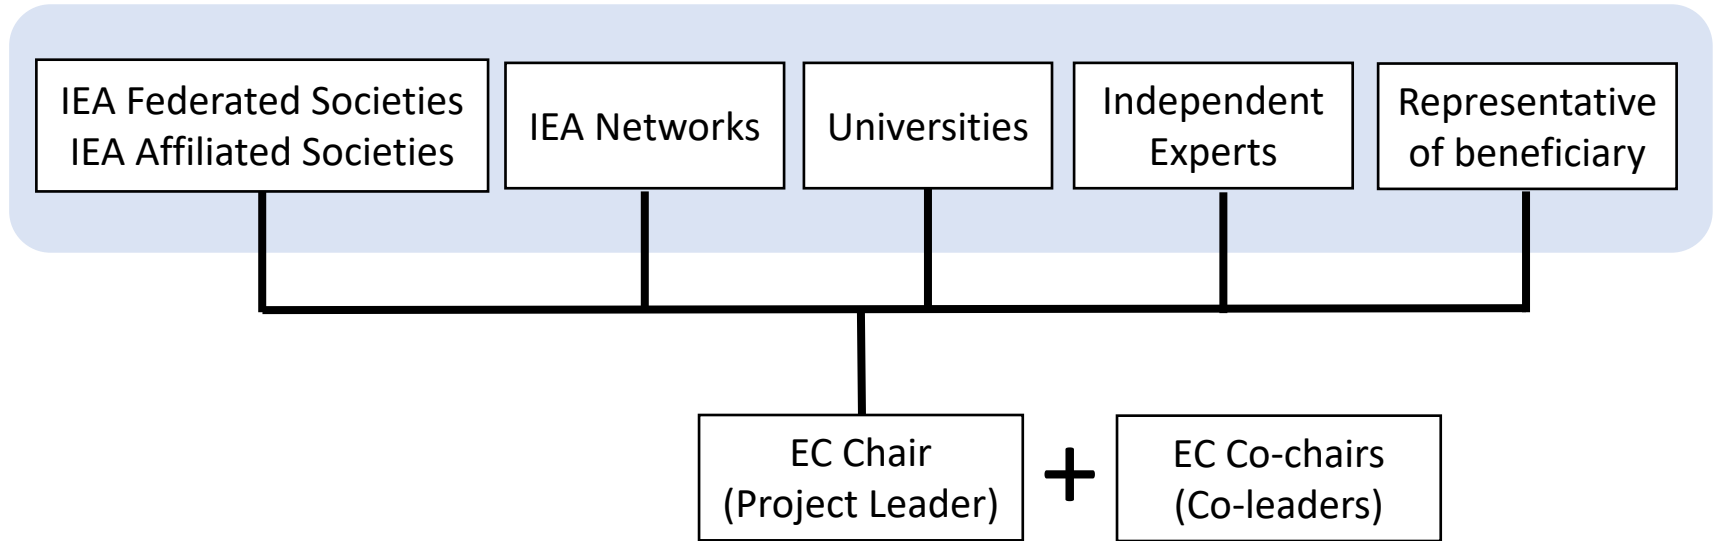 IEA Federated Societies
IEA Affiliated Societies
IEA Networks
Universities
Independent
Experts
Representative
of beneficiary
EC Chair
(Project Leader)
+
EC Co-chairs
(Co-leaders)